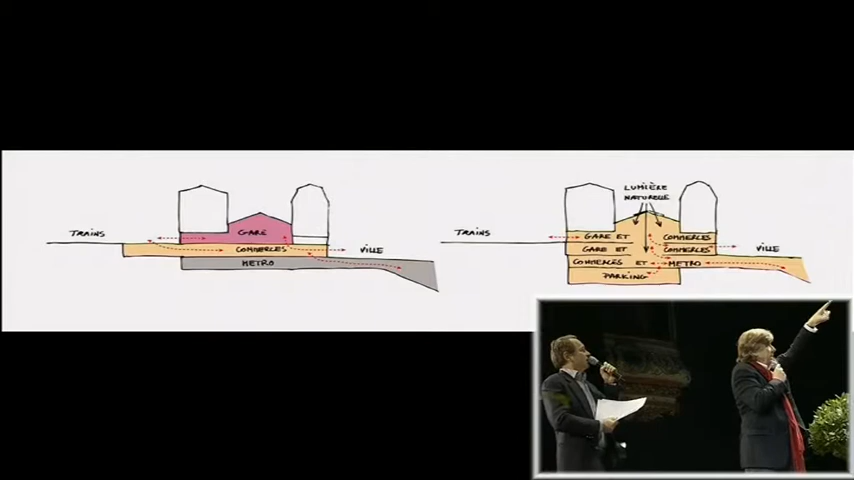 TRAINS
GARE
COMMERCES
VILLE
METRO
LUMIÈRE
NATURELLE
TRAINS
GARE ET
COMMERCES
GARE ET
COMMERCES
VILLE
COMMERCES ET METRO
PARKING